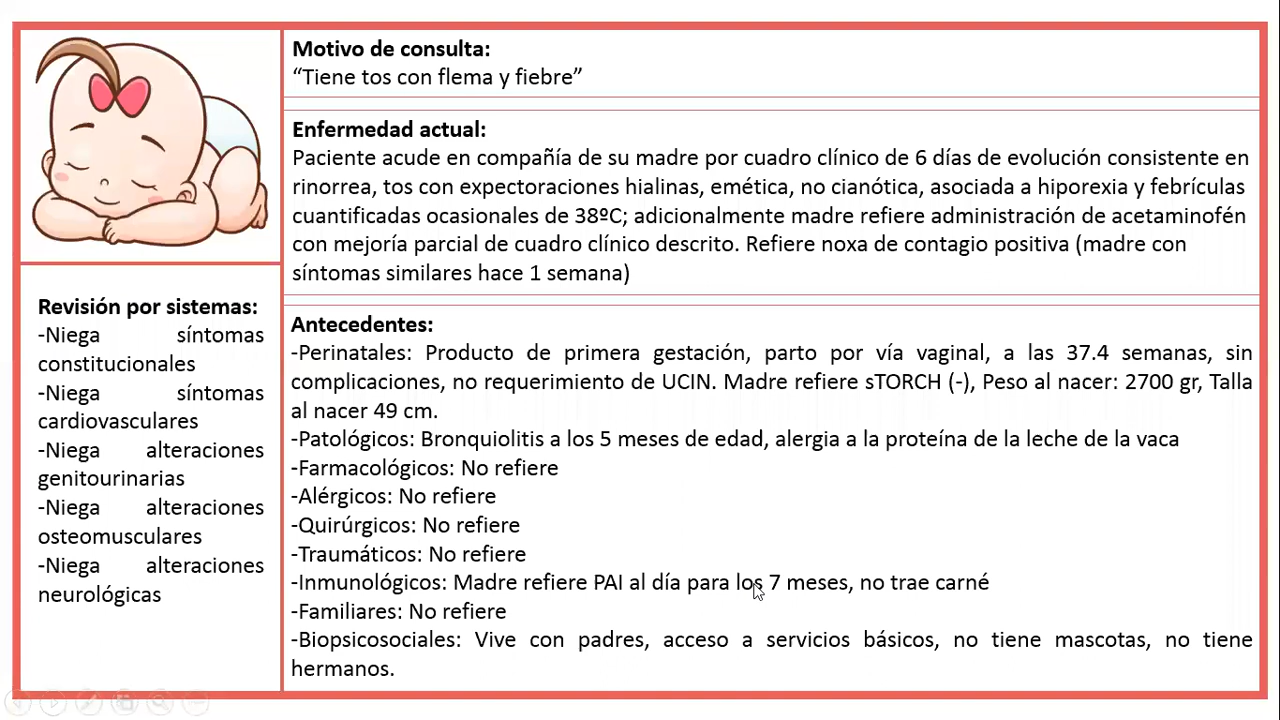 Motivo de consulta:
“Tiene tos con flema y fiebre”
Enfermedad actual:
Paciente acude en compañía de su madre por cuadro clínico de 6 días de evolución consistente en
rinorrea, tos con expectoraciones hialinas, emética, no cianótica, asociada a hiporexia y febrículas
cuantificadas ocasionales de 38ºC; adicionalmente madre refiere administración de acetaminofén
con mejoría parcial de cuadro clínico descrito. Refiere noxa de contagio positiva (madre con
síntomas similares hace 1 semana)
Revisión por sistemas:
-Niega síntomas
constitucionales
-Niega síntomas
cardiovasculares
-Niega alteraciones
genitourinarias
-Niega alteraciones
osteomusculares
-Niega alteraciones
neurológicas
Antecedentes:
-Perinatales: Producto de primera gestación, parto por vía vaginal, a las 37.4 semanas, sin
complicaciones, no requerimiento de UCIN. Madre refiere sTORCH (-), Peso al nacer: 2700 gr, Talla
al nacer 49 cm.
-Patológicos: Bronquiolitis a los 5 meses de edad, alergia a la proteína de la leche de la vaca
-Farmacológicos: No refiere
-Alérgicos: No refiere
-Quirúrgicos: No refiere
-Traumáticos: No refiere
-Inmunológicos: Madre refiere PAI al día para los 7 meses, no trae carné
-Familiares: No refiere
-Biopsicosociales: Vive con padres, acceso a servicios básicos, no tiene mascotas, no tiene
hermanos.